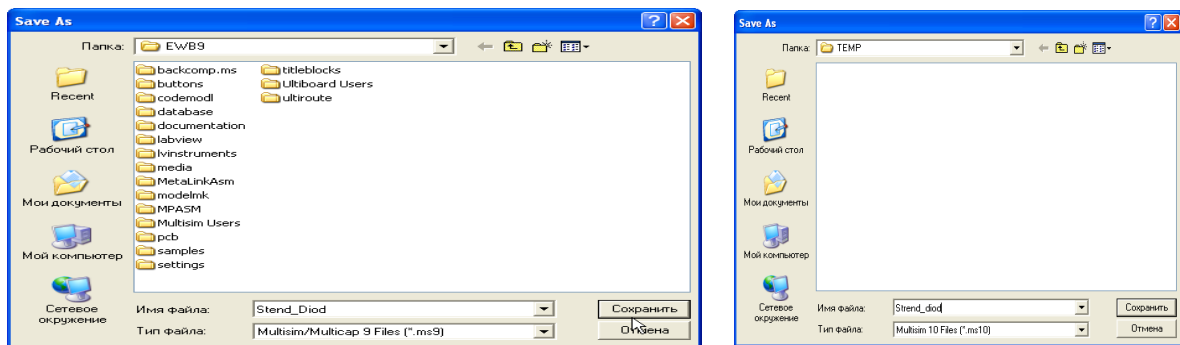 Save As
Папка:
EWB9
backcomp.ms
buttons
codemodl
database
documentation
labview
lvinstruments
media
MetaLinkAsm
modelmk
MPASM
Multisim Users
pcb
samples
settings
titleblocks
Ultiboard Users
ultiroute
Recent
Рабочий стол
Мои документы
Мой компьютер
Сетевое
окружение
Имя файла:
Stend_Diod
Сохранить
Тип файла:
Multisim/Multicap 9 Files (*.ms9)
Отмена
Save As
Папка:
TEMP
Recent
Рабочий стол
Мои документы
Мой компьютер
Сетевое
окружение
Имя файла:
Strend_diod
Сохранить
Тип файла:
Multisim 10 Files (*.ms10)
Отмена